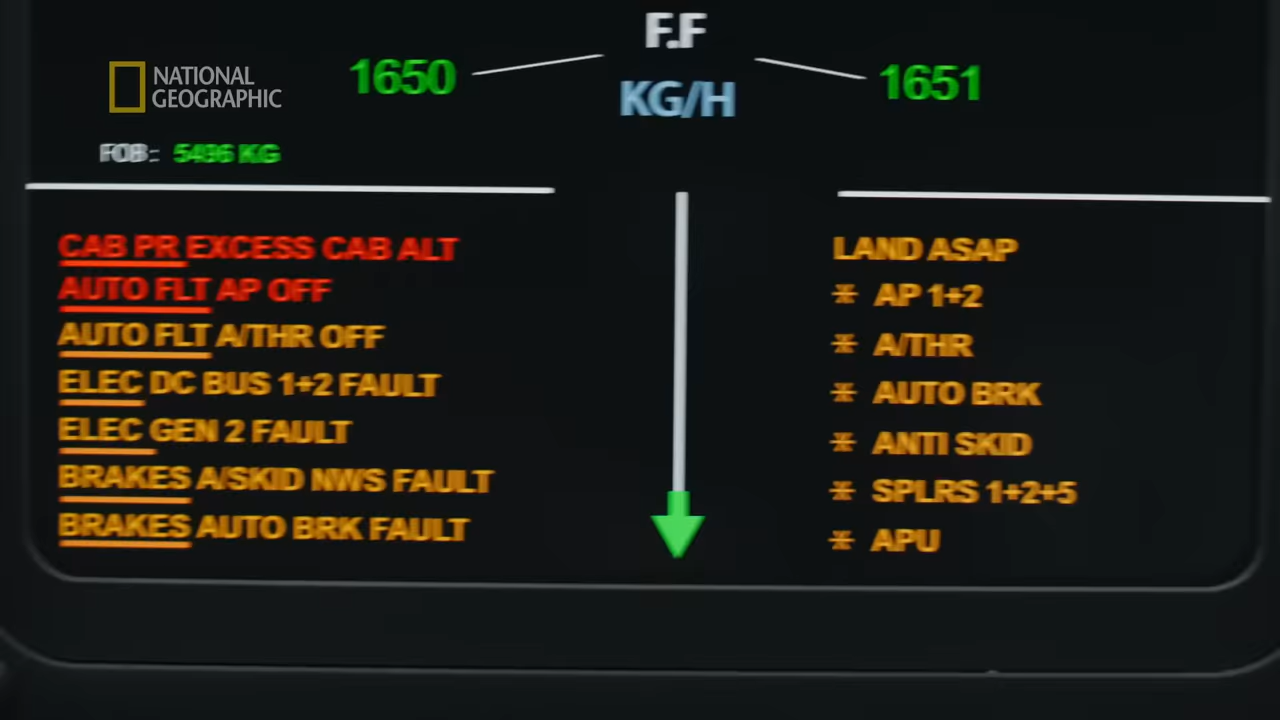 F.F
1650
1651
KG/H
NATIONAL
GEOGRAPHIC
FOB: 5496 KG
CAB PR EXCESS CAB ALT
AUTO FLT AP OFF
AUTO FLT A/THR OFF
ELEC DC BUS 1+2 FAULT
ELEC GEN 2 FAULT
BRAKES A/SKID NWS FAULT
BRAKES AUTO BRK FAULT
LAND ASAP
* AP 1+2
* A/THR
* AUTO BRK
* ANTI SKID
* SPLRS 1+2+5
* APU